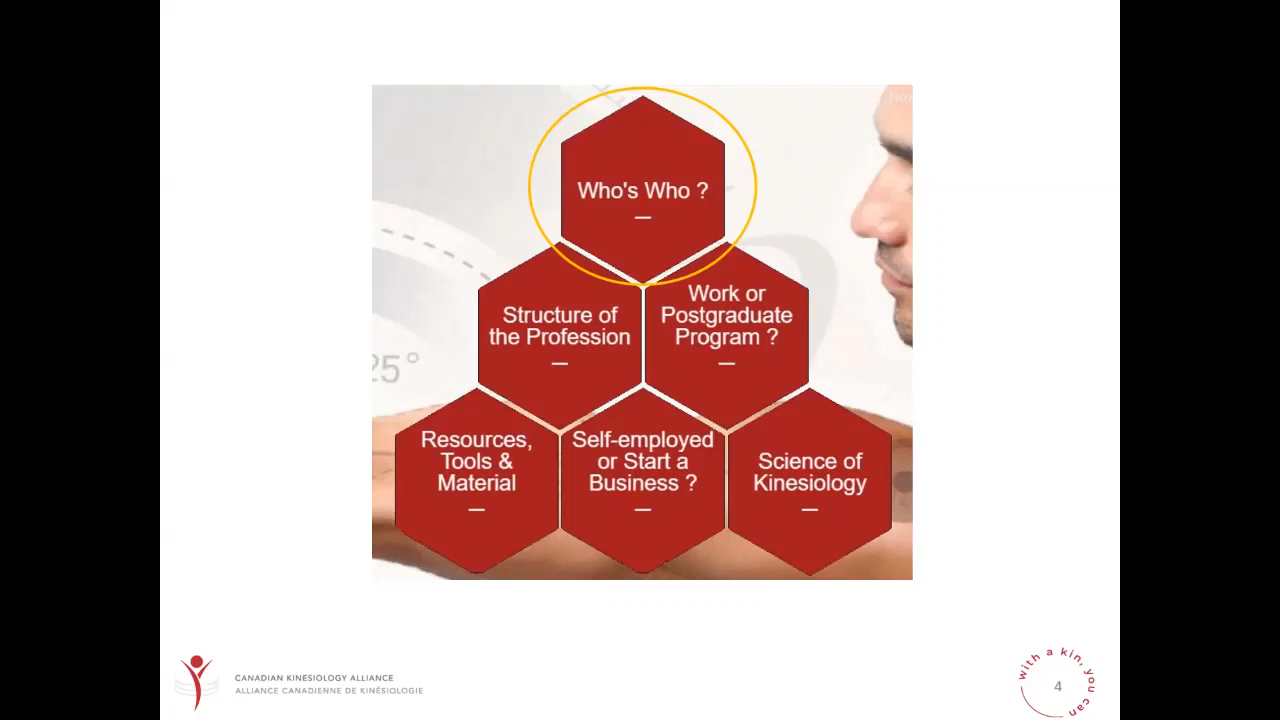 How
Who's Who ?
Structure of
the Profession
Work or
Postgraduate
Program ?
25°
Resources,
Tools &
Material
Self-employed
or Start a
Business ?
Science of
Kinesiology
CANADIAN KINESIOLOGY ALLIANCE
ALLIANCE CANADIENNE DE KINÉSIOLOGIE
with a kin, you can
4